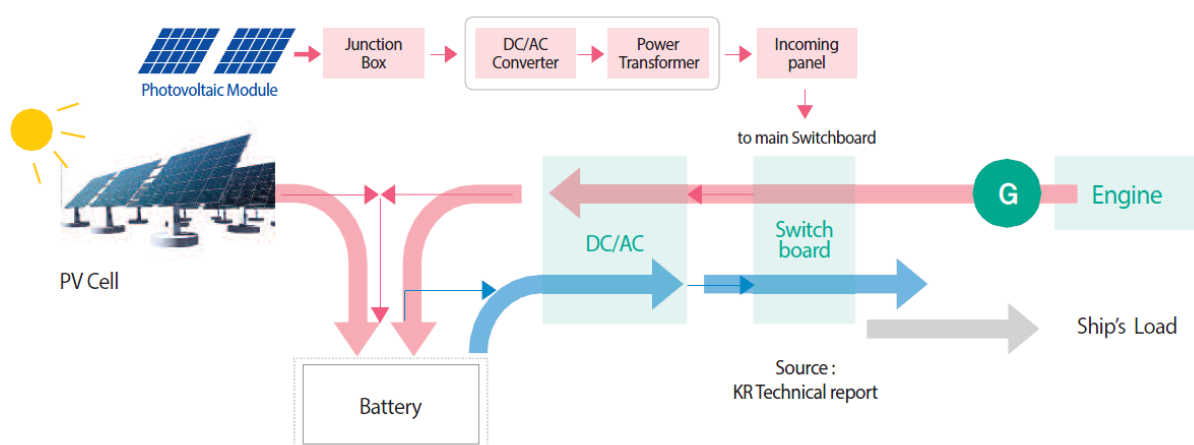 Junction
Box
DC/AC
Converter
Power
Transformer
Incoming
panel
Photovoltaic Module
to main Switchboard
G
Engine
DC/AC
Switch
board
PV Cell
Ship's Load
Source :
KR Technical report
Battery